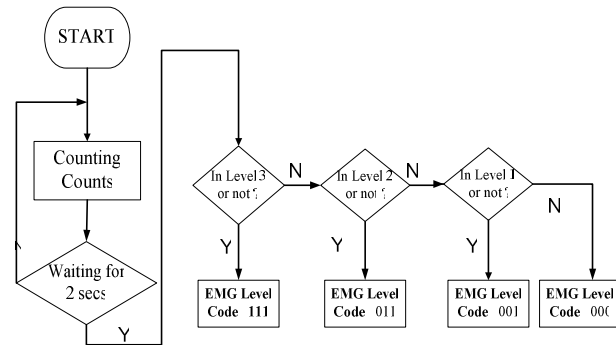 START
Counting
Counts
Waiting for
2 secs
N
Y
In Level 3
or not ?
N
Y
In Level 2
or not ?
N
Y
In Level 1
or not ?
N
Y
EMG Level
Code 111
EMG Level
Code 011
EMG Level
Code 001
EMG Level
Code 000